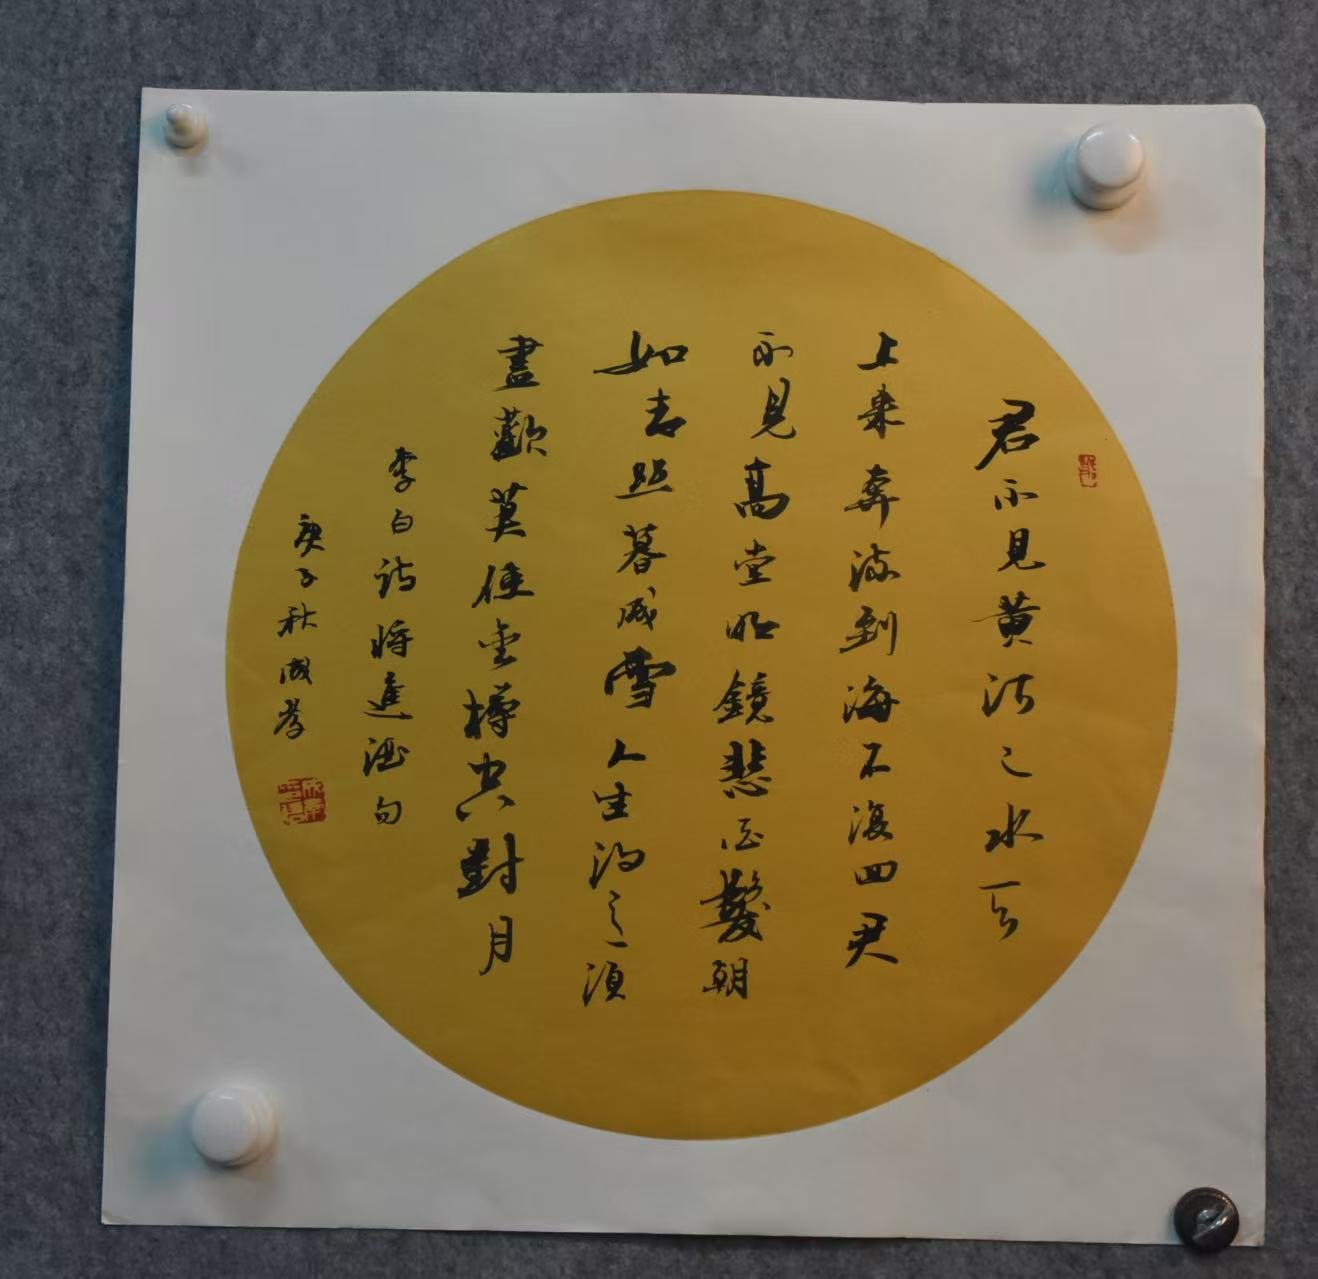 君不見黃河之水天
上来奔流到海不復回君
不見高堂明鏡悲白髮朝
如青丝暮成雪人生得意須
盡歡莫使金樽空對月
李白詩將進酒句
庚子秋